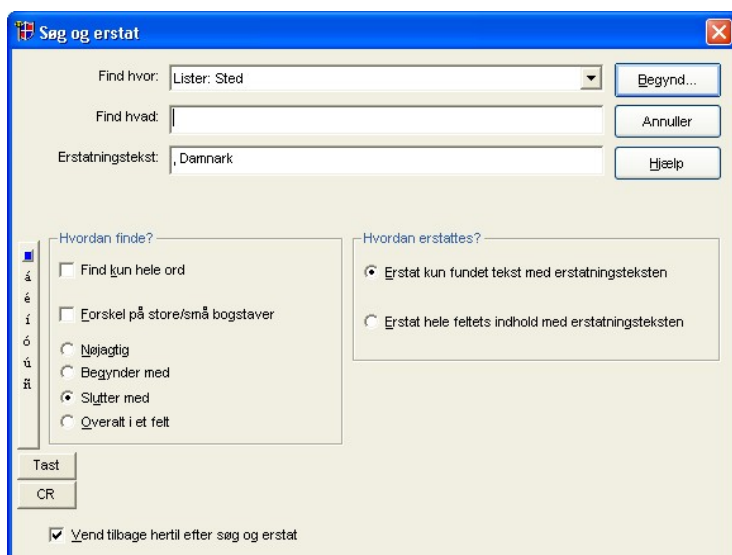 Søg og erstat
Find hvor: Lister: Sted
Begynd...
Find hvad:
Annuller
Erstatningstekst: , Damnark
Hjælp
Hvordan finde?
Find kun hele ord
Forskel på store/små bogstaver
Nøjagtig
Begynder med
Slutter med
Overalt i et felt
Hvordan erstattes?
Erstat kun fundet tekst med erstatningsteksten
Erstat hele feltets indhold med erstatningsteksten
á
é
í
ó
ú
ñ
Tast
CR
Vend tilbage hertil efter søg og erstat